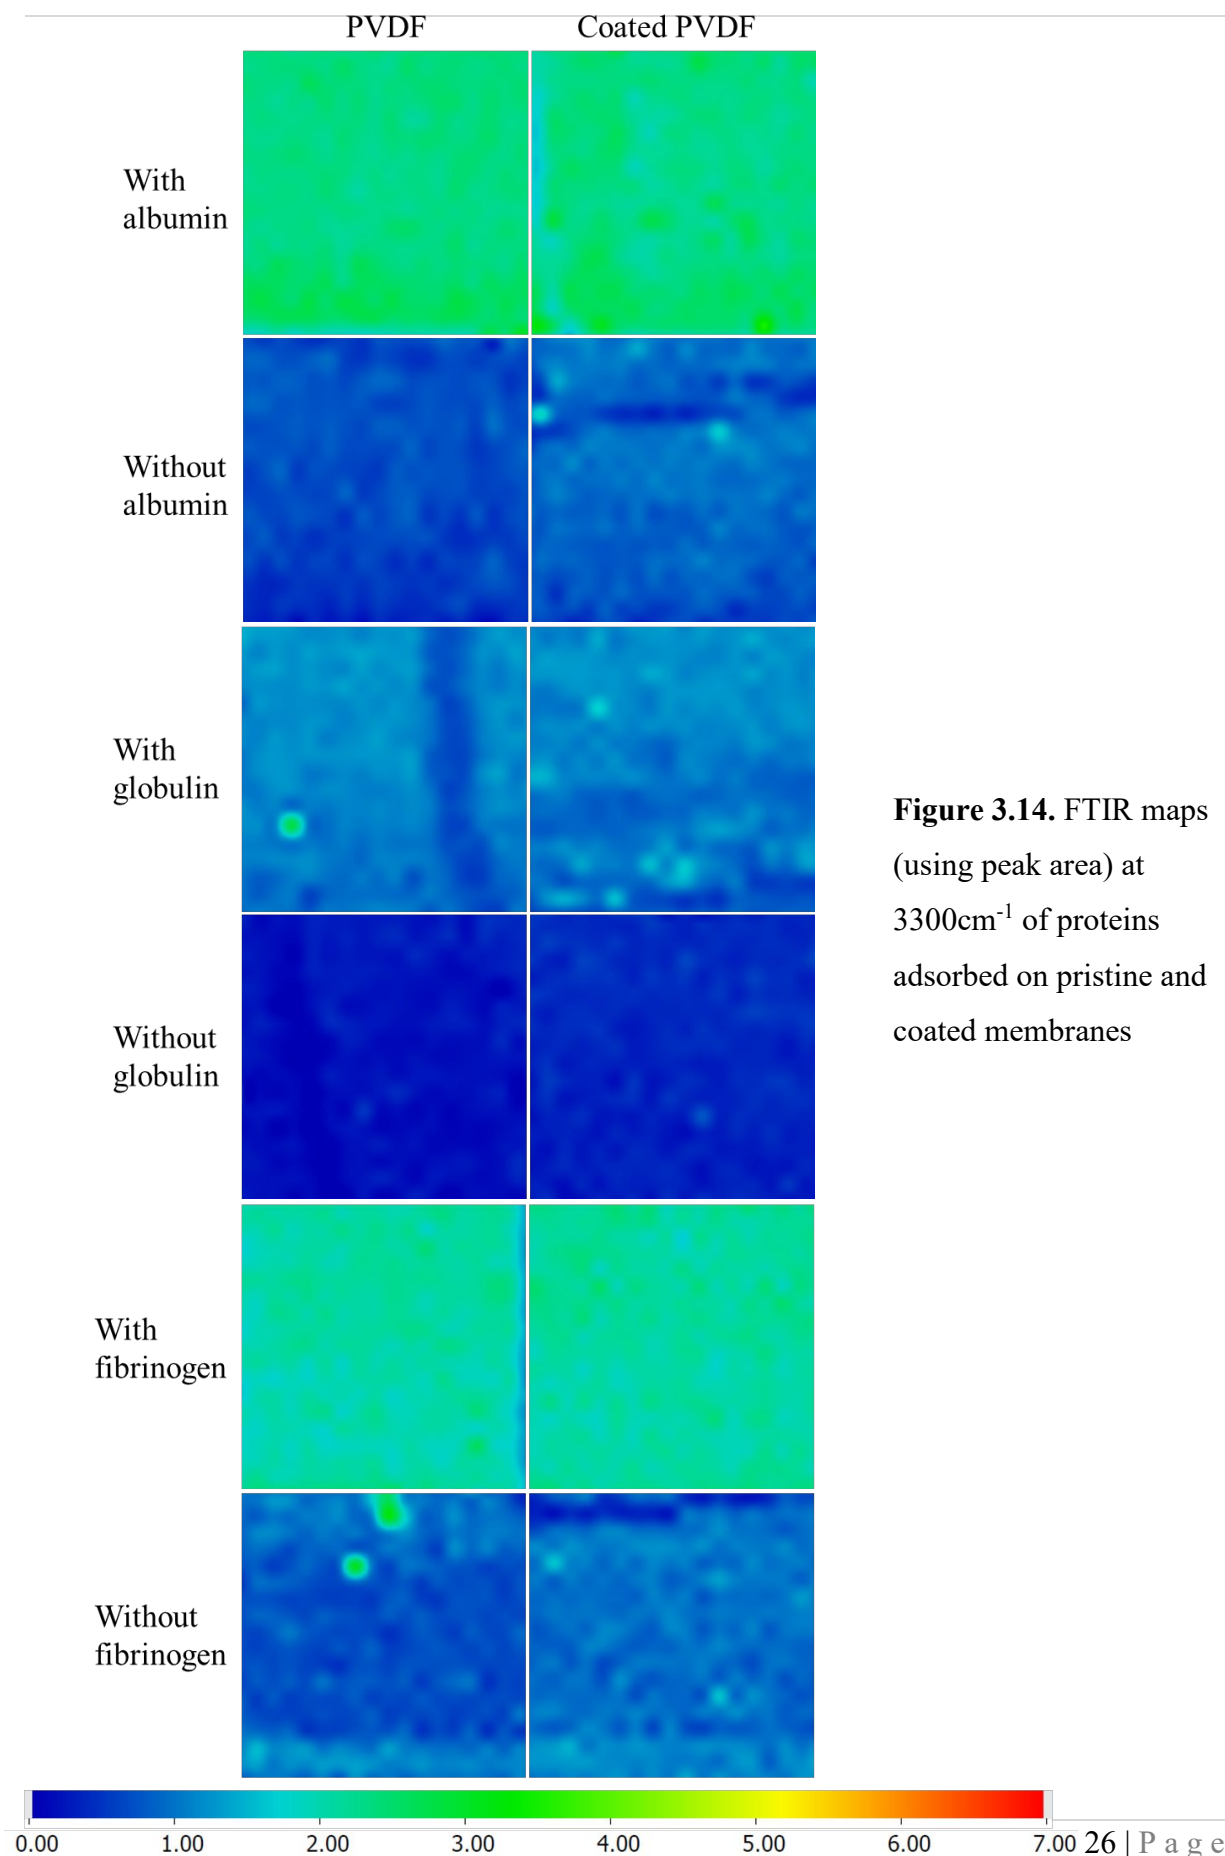 PVDF Coated PVDF
With
albumin
Without
albumin
With
globulin
Figure 3.14. FTIR maps
(using peak area) at
3300cm-1 of proteins
adsorbed on pristine and
coated membranes
Without
globulin
With
fibrinogen
Without
fibrinogen
0.00 1.00 2.00 3.00 4.00 5.00 6.00 7.00
26 | P a g e